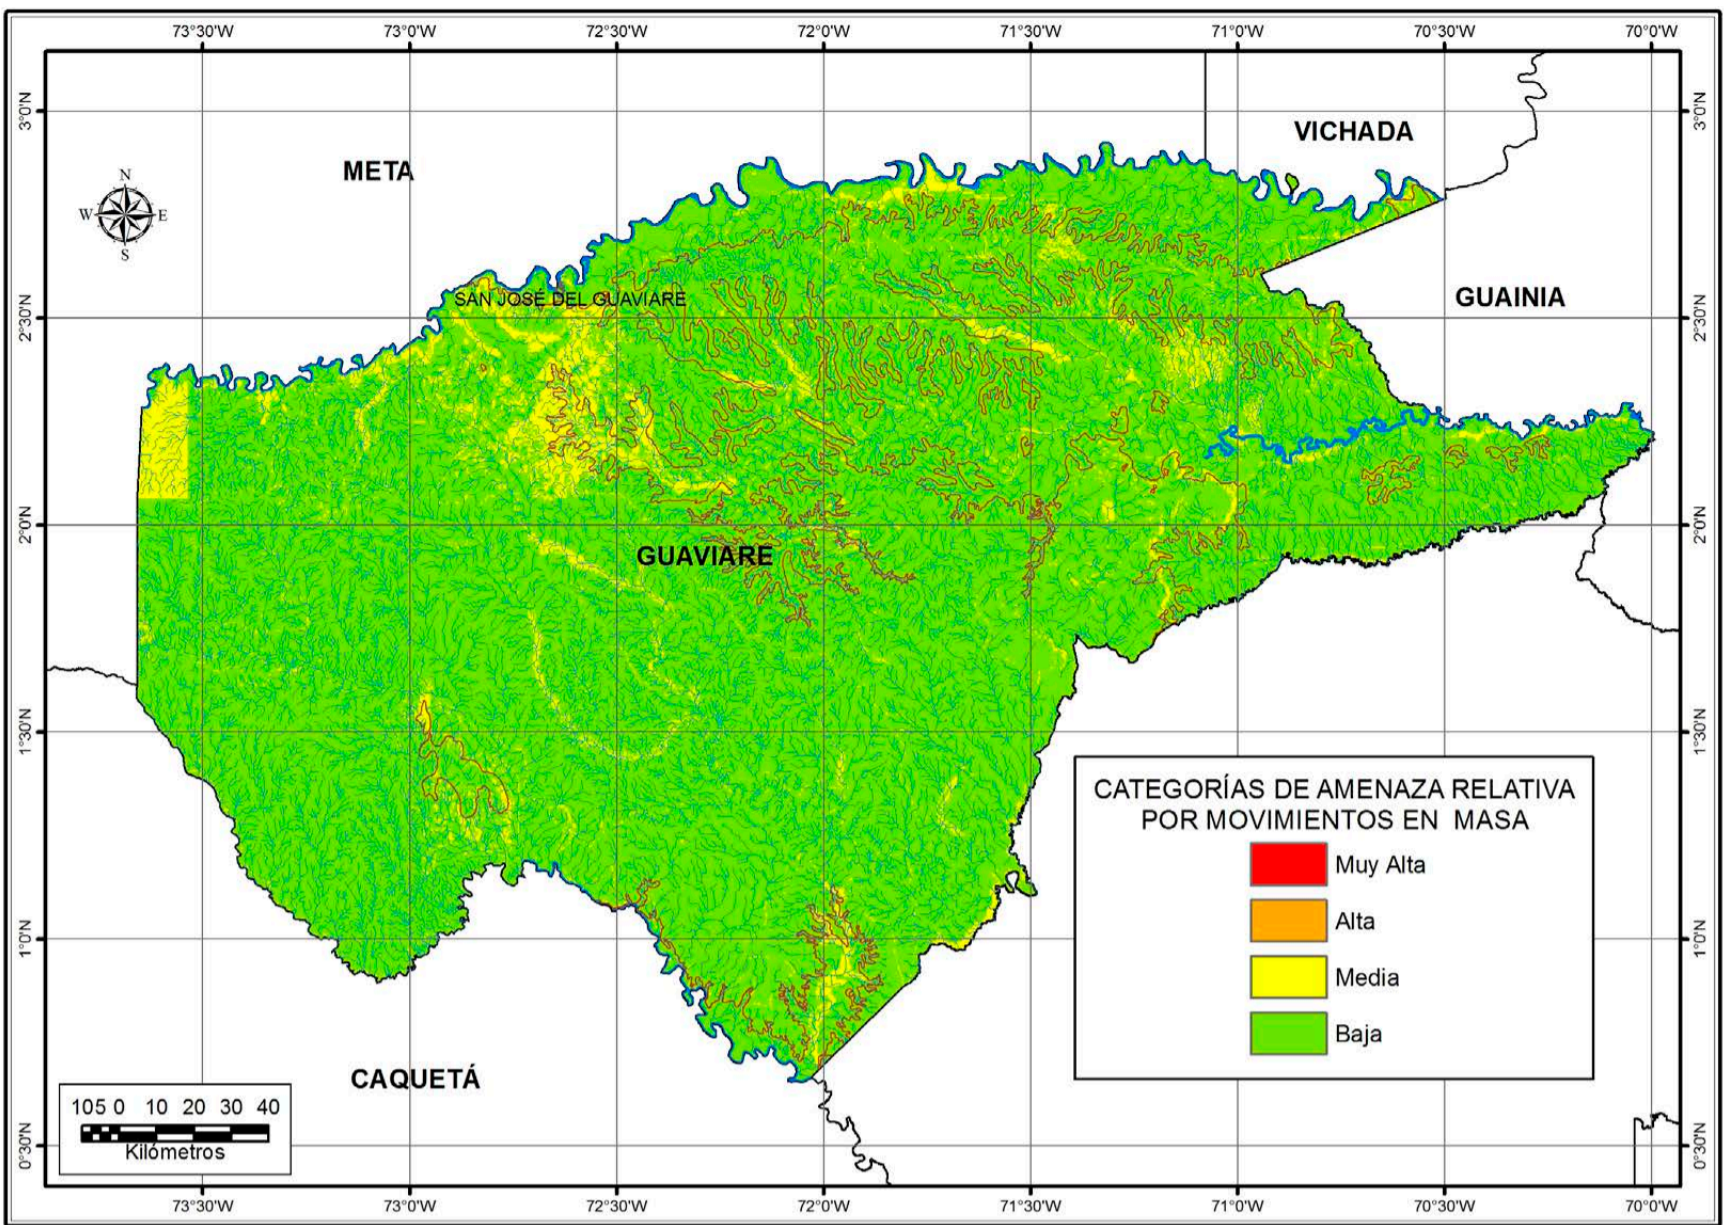 73°30'W 73°0'W 72°30'W 72°0'W 71°30'W 71°0'W 70°30'W 70°0'W
3°0'N 3°0'N
VICHADA
META
N
W E
S
SAN JOSÉ DEL GUAVIARE
GUAINIA
2°30'N 2°30'N
2°0'N 2°0'N
GUAVIARE
1°30'N 1°30'N
CATEGORÍAS DE AMENAZA RELATIVA
POR MOVIMIENTOS EN MASA
Muy Alta
Alta
1°0'N 1°0'N
Media
Baja
CAQUETÁ
105 0 10 20 30 40
Kilómetros
0°30'N 0°30'N
73°30'W 73°0'W 72°30'W 72°0'W 71°30'W 71°0'W 70°30'W 70°0'W